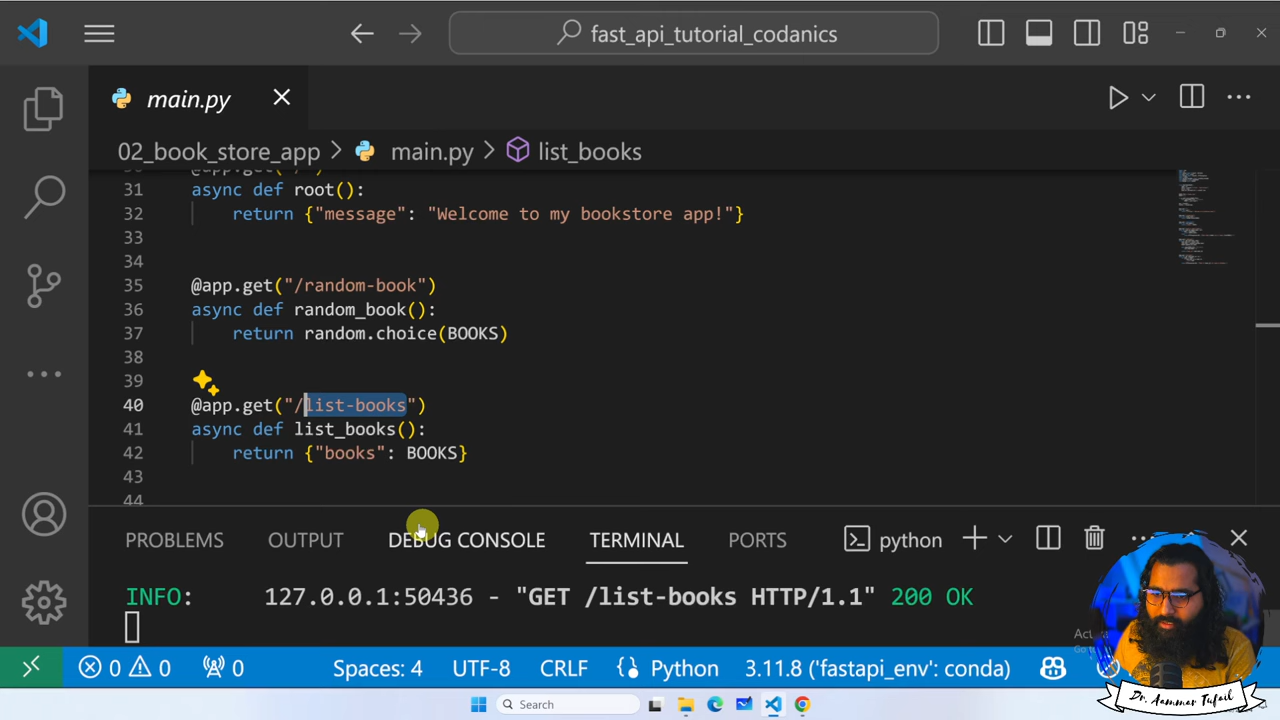 fast_api_tutorial_codanics
main.py
02_book_store_app > main.py > list_books
31 async def root():
32 return {"message": "Welcome to my bookstore app!"}
33
34
35 @app.get("/random-book")
36 async def random_book():
37 return random.choice(BOOKS)
38
39
40 @app.get("/list-books")
41 async def list_books():
42 return {"books": BOOKS}
43
44
PROBLEMS OUTPUT DEBUG CONSOLE TERMINAL PORTS python
INFO: 127.0.0.1:50436 - "GET /list-books HTTP/1.1" 200 OK
0 0 0 Spaces: 4 UTF-8 CRLF Python 3.11.8 ('fastapi_env': conda)
Dr. Aammar Tufail
Search